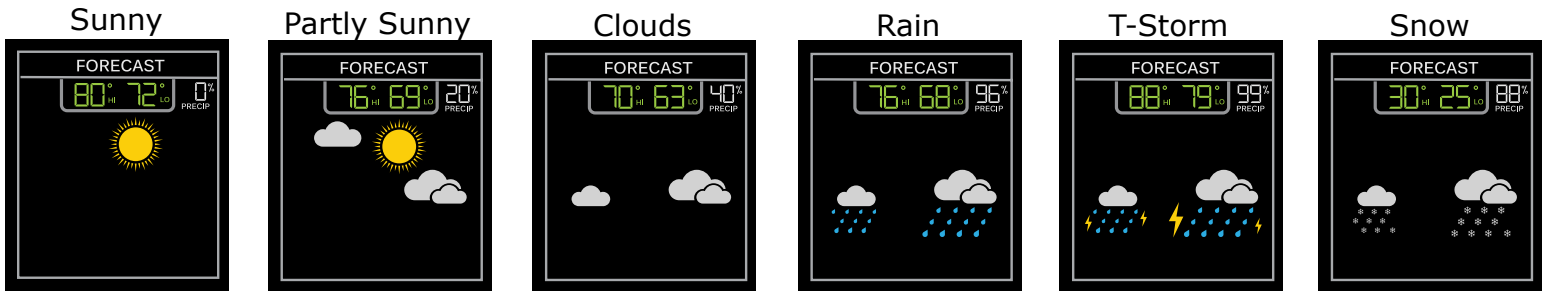 Sunny
FORECAST
80° HI 72° LO 0% PRECIP
Partly Sunny
FORECAST
76° HI 69° LO 20% PRECIP
Clouds
FORECAST
70° HI 63° LO 40% PRECIP
Rain
FORECAST
76° HI 68° LO 96% PRECIP
T-Storm
FORECAST
88° HI 79° LO 99% PRECIP
Snow
FORECAST
30° HI 25° LO 88% PRECIP